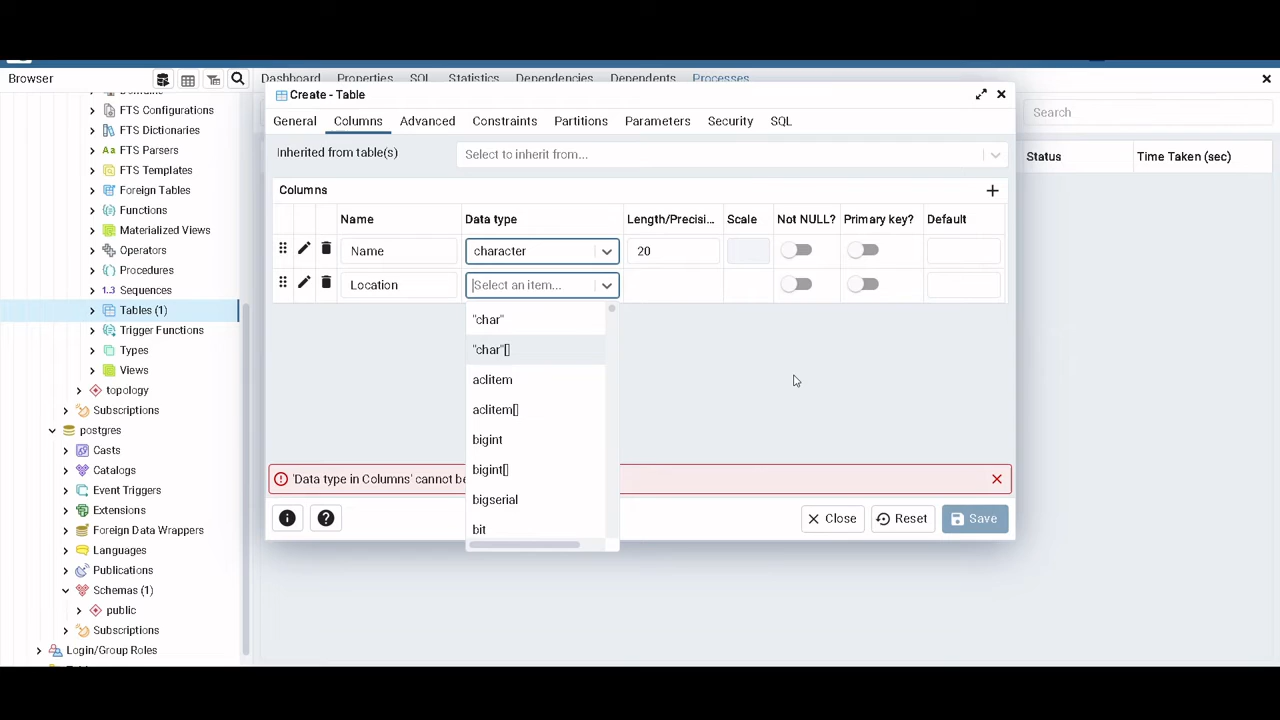 Browser
Dashboard Properties SQL Statistics Dependencies Dependents Processes
FTS Configurations
FTS Dictionaries
Aa FTS Parsers
FTS Templates
Foreign Tables
Functions
Materialized Views
Operators
Procedures
1.3 Sequences
Tables (1)
Trigger Functions
Types
Views
topology
Subscriptions
postgres
Casts
Catalogs
Event Triggers
Extensions
Foreign Data Wrappers
Languages
Publications
Schemas (1)
public
Subscriptions
Login/Group Roles
Create - Table
General Columns Advanced Constraints Partitions Parameters Security SQL
Inherited from table(s) Select to inherit from...
Columns
Name Data type Length/Precisi... Scale Not NULL? Primary key? Default
Name character 20
Location Select an item...
"char"
"char"[]
aclitem
aclitem[]
bigint
bigint[]
bigserial
bit
'Data type in Columns' cannot be
Close Reset Save
Search
Status Time Taken (sec)